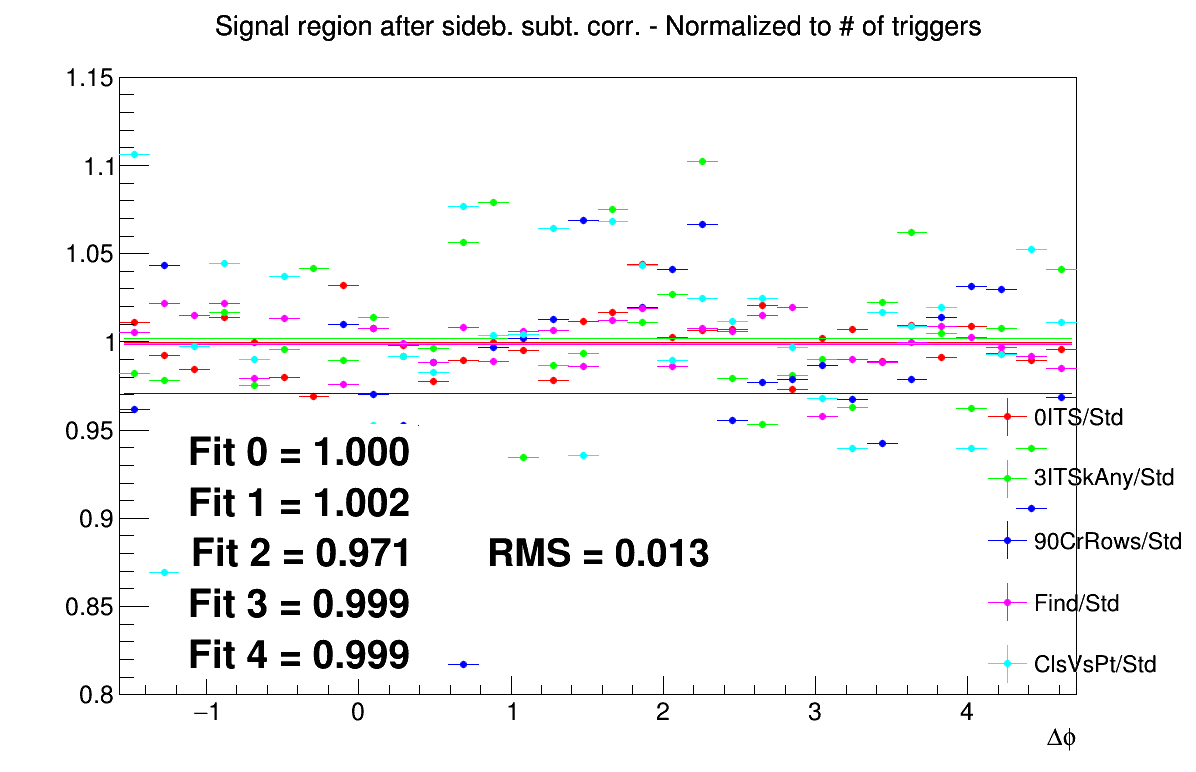 Signal region after sideb. subt. corr. - Normalized to # of triggers
1.15
1.1
1.05
1
0.95
0.9
0.85
0.8
−1
0
1
2
3
4
Δϕ
Fit 0 = 1.000
Fit 1 = 1.002
Fit 2 = 0.971
Fit 3 = 0.999
Fit 4 = 0.999
RMS = 0.013
0ITS/Std
3ITSkAny/Std
90CrRows/Std
Find/Std
ClsVsPt/Std